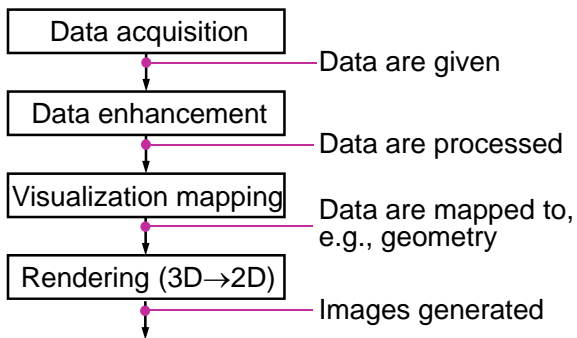 Data acquisition
Data are given
Data enhancement
Data are processed
Visualization mapping
Data are mapped to,
e.g., geometry
Rendering (3D→2D)
Images generated